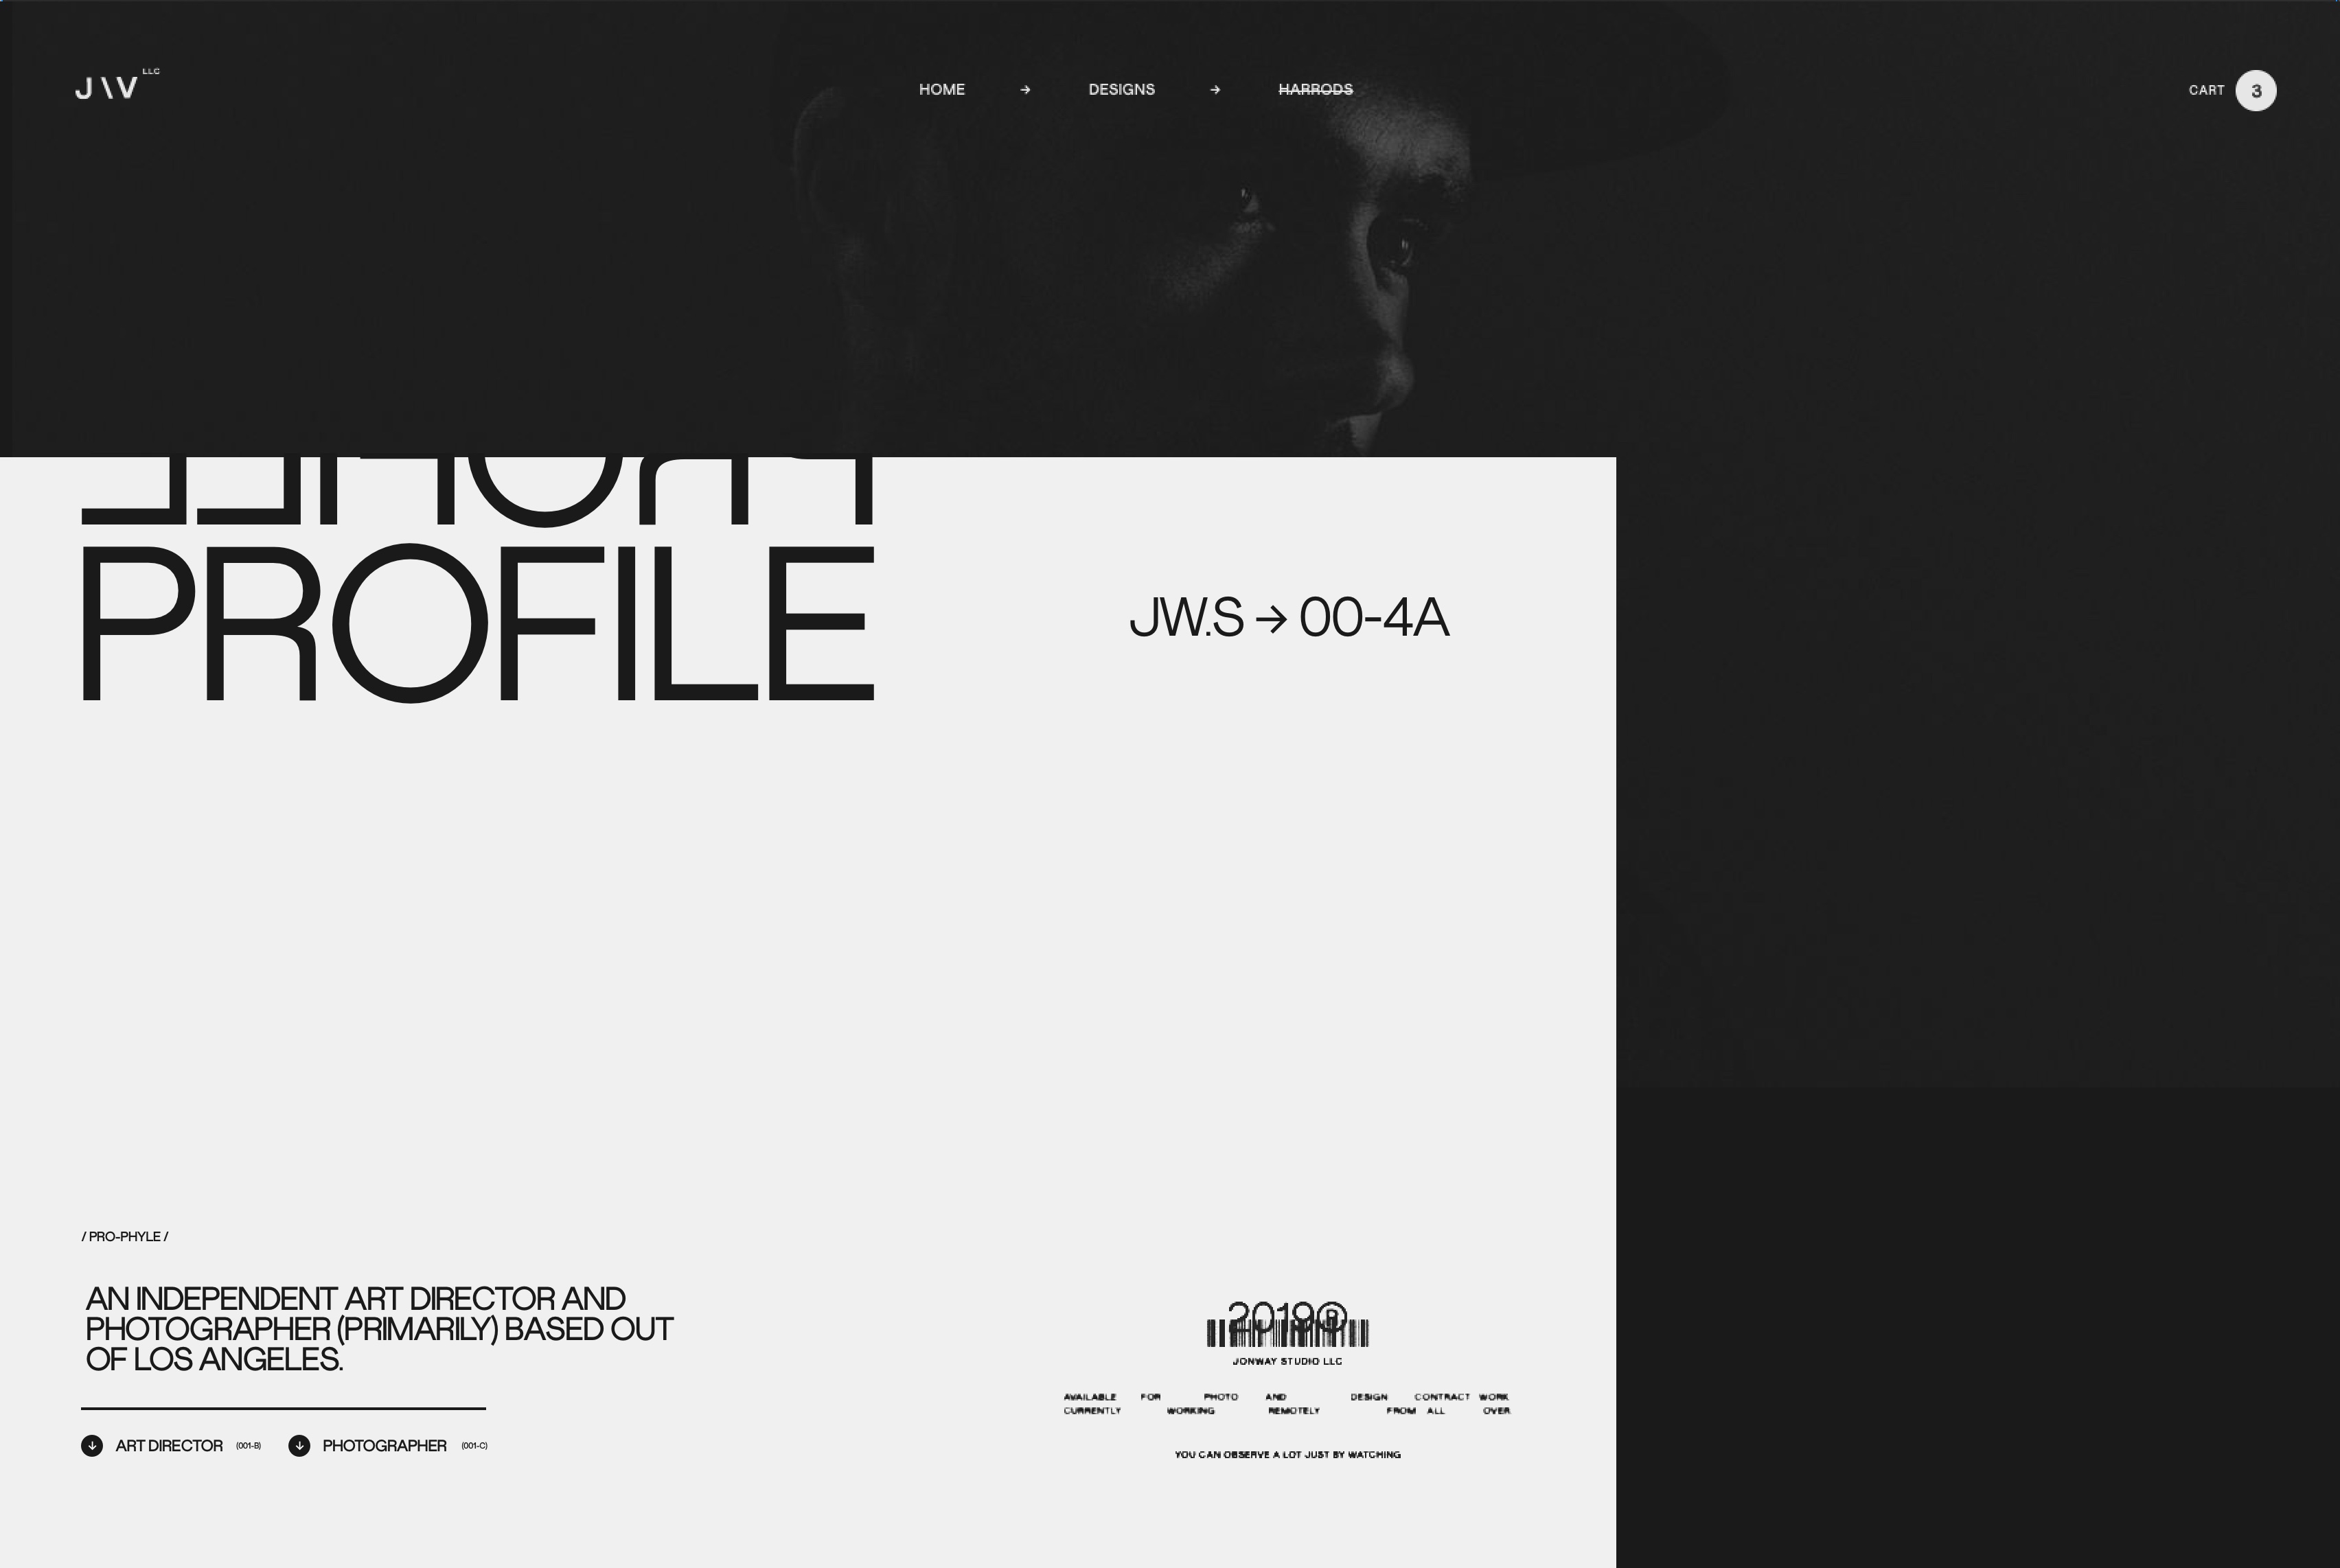 J\V LLC
HOME → DESIGNS → HARRODS
CART 3
PROFILE
PROFILE
JW.S → 00-4A
/ PRO-PHYLE /
AN INDEPENDENT ART DIRECTOR AND
PHOTOGRAPHER (PRIMARILY) BASED OUT
OF LOS ANGELES.
ART DIRECTOR (001-B) PHOTOGRAPHER (001-C)
2019®
JONWAY STUDIO LLC
AVAILABLE FOR PHOTO AND DESIGN CONTRACT WORK
CURRENTLY WORKING REMOTELY FROM ALL OVER
YOU CAN OBSERVE A LOT JUST BY WATCHING